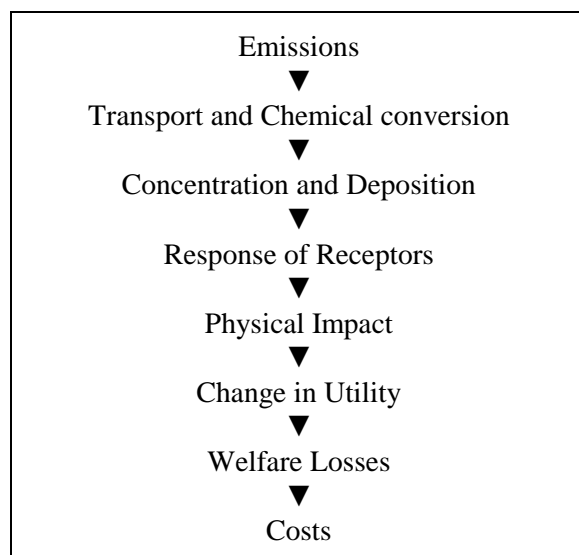 Emissions
▼
Transport and Chemical conversion
▼
Concentration and Deposition
▼
Response of Receptors
▼
Physical Impact
▼
Change in Utility
▼
Welfare Losses
▼
Costs